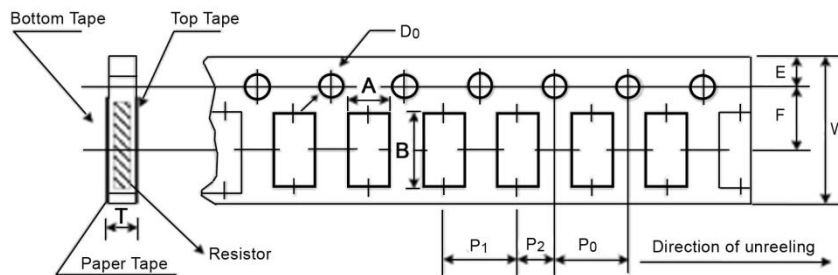 Bottom Tape
Top Tape
D0
A
E
F
W
B
T
Resistor
Paper Tape
P1
P2
P0
Direction of unreeling